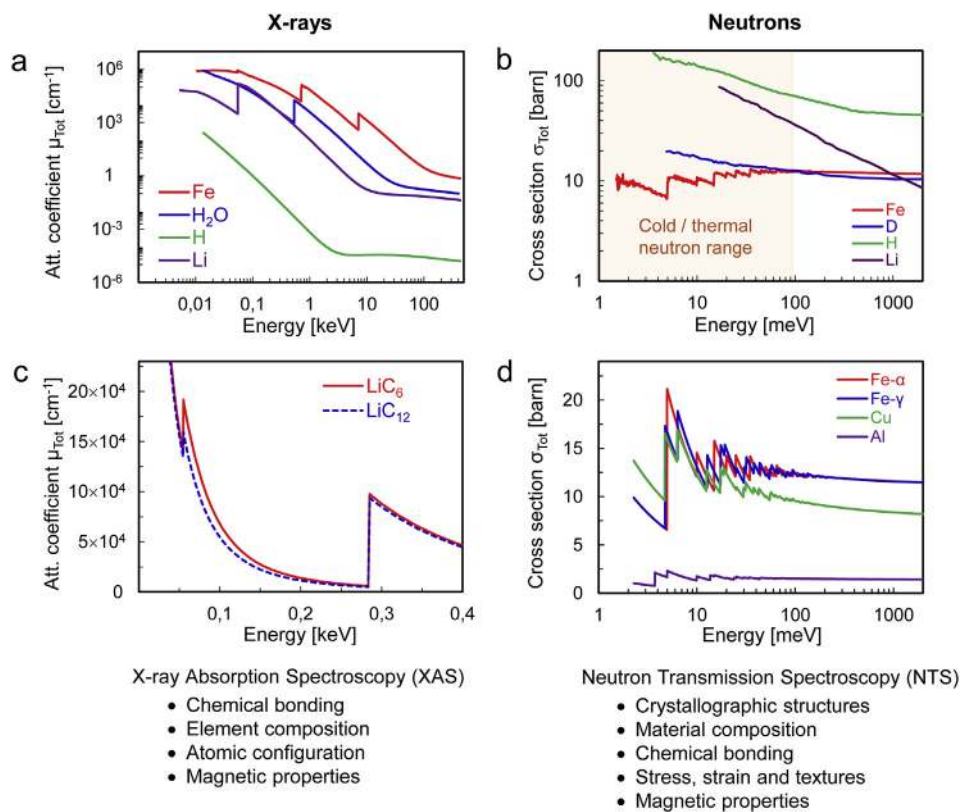 X-rays
Neutrons
a
Att. coefficient μTot [cm⁻¹]
10⁶
10³
1
10⁻³
10⁻⁶
Fe
H₂O
H
Li
0,01
0,1
1
10
100
Energy [keV]
b
Cross seciton σTot [barn]
100
10
1
Cold / thermal
neutron range
Fe
D
H
Li
1
10
100
1000
Energy [meV]
c
Att. coefficient μTot [cm⁻¹]
20×10⁴
15×10⁴
10×10⁴
5×10⁴
0
LiC₆
LiC₁₂
0,1
0,2
0,3
0,4
Energy [keV]
d
Cross section σTot [barn]
20
15
10
5
0
Fe-α
Fe-γ
Cu
Al
1
10
100
1000
Energy [meV]
X-ray Absorption Spectroscopy (XAS)
• Chemical bonding
• Element composition
• Atomic configuration
• Magnetic properties
Neutron Transmission Spectroscopy (NTS)
• Crystallographic structures
• Material composition
• Chemical bonding
• Stress, strain and textures
• Magnetic properties